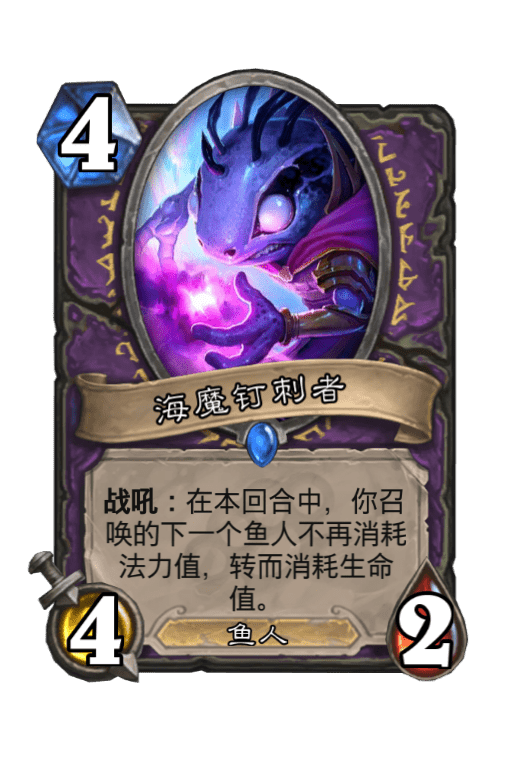 4
海魔钉刺者
战吼：在本回合中，你召
唤的下一个鱼人不再消耗
法力值，转而消耗生命
值。
鱼人
4
2